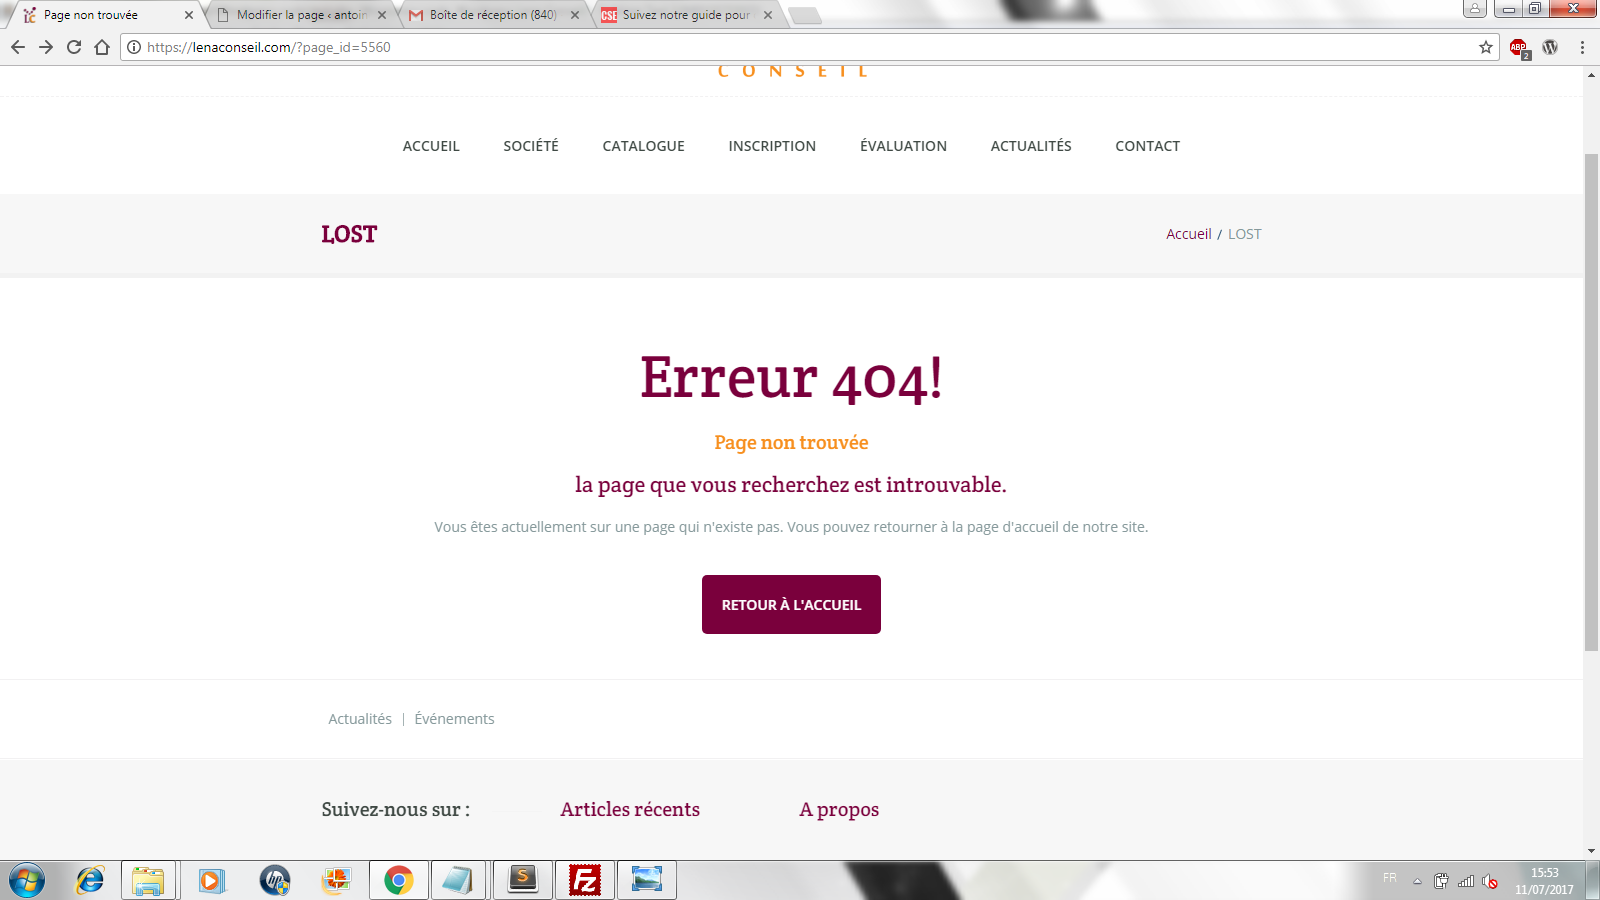 Page non trouvée
Modifier la page ‹ antoin
Boîte de réception (840)
CSE Suivez notre guide pour
https://lenaconseil.com/?page_id=5560
ABP 2
CONSEIL
ACCUEIL SOCIÉTÉ CATALOGUE INSCRIPTION ÉVALUATION ACTUALITÉS CONTACT
LOST
Accueil / LOST
Erreur 404!
Page non trouvée
la page que vous recherchez est introuvable.
Vous êtes actuellement sur une page qui n'existe pas. Vous pouvez retourner à la page d'accueil de notre site.
RETOUR À L'ACCUEIL
Actualités | Événements
Suivez-nous sur :
Articles récents
A propos
FR
15:53
11/07/2017